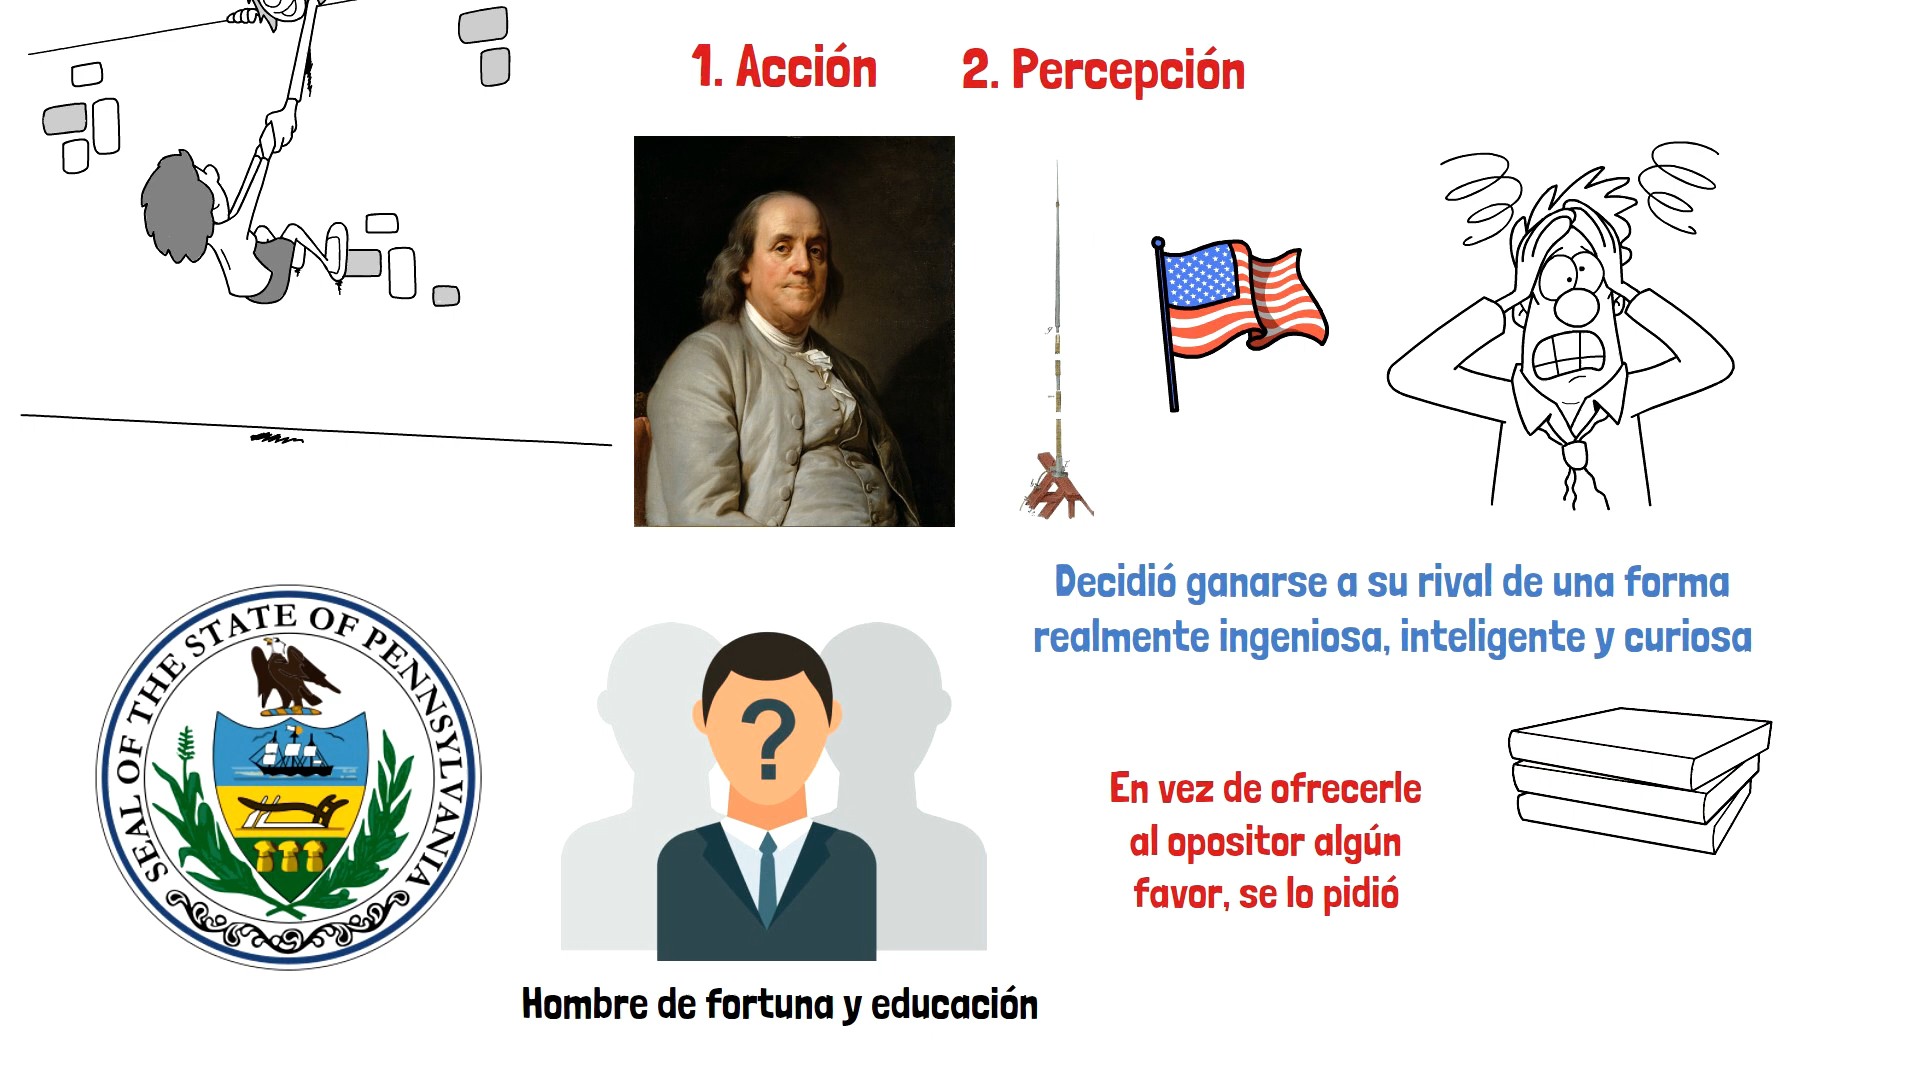 1. Acción
2. Percepción
Decidió ganarse a su rival de una forma
realmente ingeniosa, inteligente y curiosa
SEAL OF THE STATE OF PENNSYLVANIA
?
En vez de ofrecerle
al opositor algún
favor, se lo pidió
Hombre de fortuna y educación